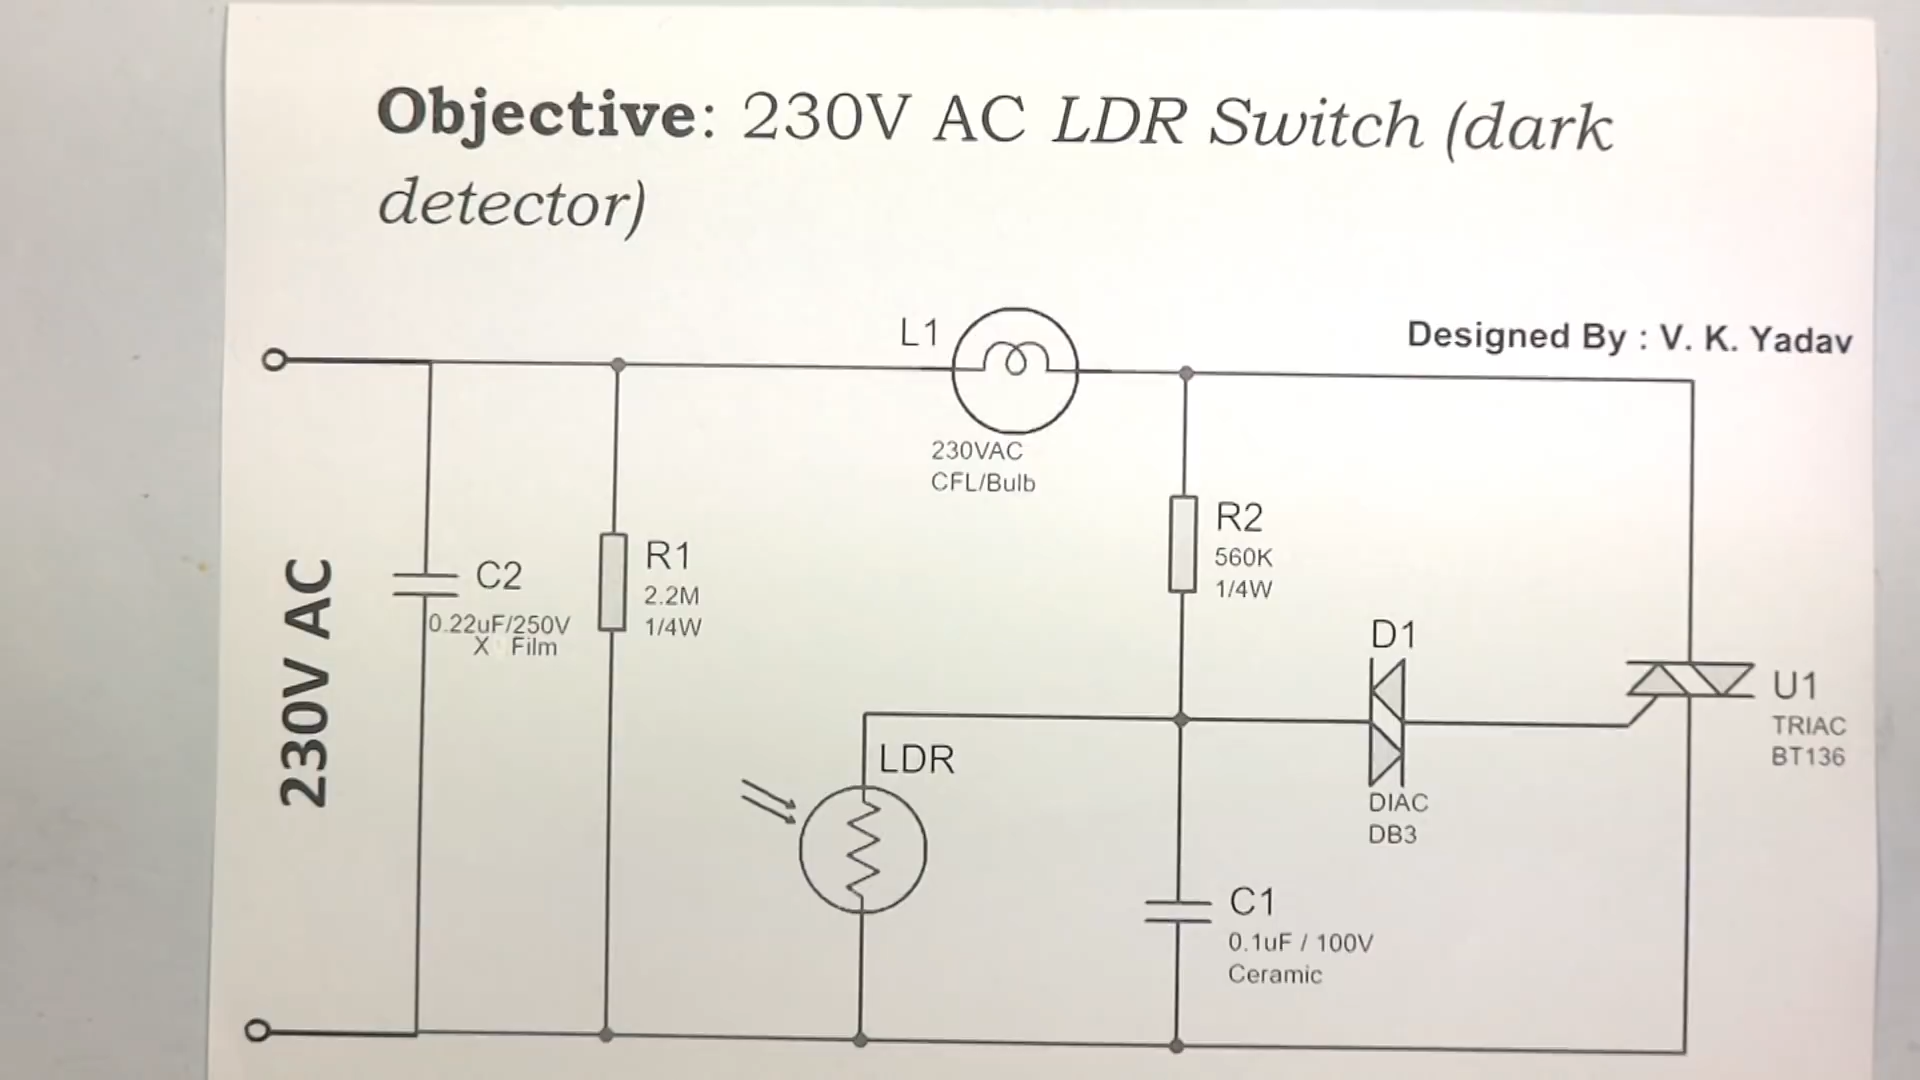 Objective: 230V AC LDR Switch (dark
detector)
Designed By : V. K. Yadav
L1
230VAC
CFL/Bulb
230V AC
C2
0.22uF/250V
X Film
R1
2.2M
1/4W
R2
560K
1/4W
D1
DIAC
DB3
U1
TRIAC
BT136
LDR
C1
0.1uF / 100V
Ceramic